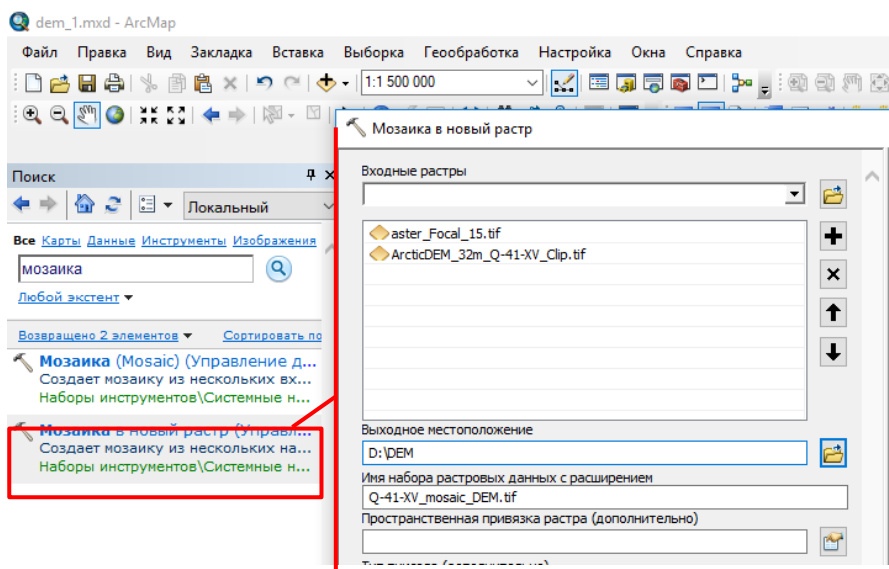 dem_1.mxd - ArcMap
Файл Правка Вид Закладка Вставка Выборка Геообработка Настройка Окна Справка
1:1 500 000
Мозаика в новый растр
Поиск
Локальный
Все Карты Данные Инструменты Изображения
мозаика
Любой экстент
Возвращено 2 элементов Сортировать по
Мозаика (Mosaic) (Управление д...
Создает мозаику из нескольких вх...
Наборы инструментов\Системные н...
Мозаика в новый растр (Управл...
Создает мозаику из нескольких на...
Наборы инструментов\Системные н...
Входные растры
aster_Focal_15.tif
ArcticDEM_32m_Q-41-XV_Clip.tif
Выходное местоположение
D:\DEM
Имя набора растровых данных с расширением
Q-41-XV_mosaic_DEM.tif
Пространственная привязка растра (дополнительно)